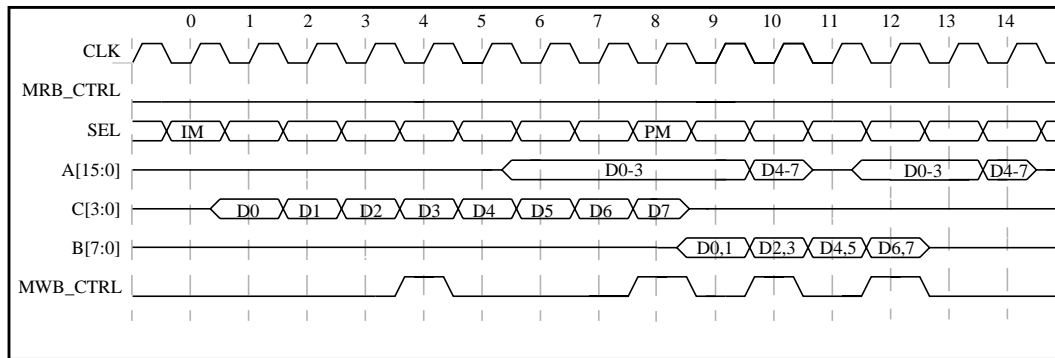 0 1 2 3 4 5 6 7 8 9 10 11 12 13 14
CLK
MRB_CTRL
SEL IM PM
A[15:0] D0-3 D4-7 D0-3 D4-7
C[3:0] D0 D1 D2 D3 D4 D5 D6 D7
B[7:0] D0,1 D2,3 D4,5 D6,7
MWB_CTRL